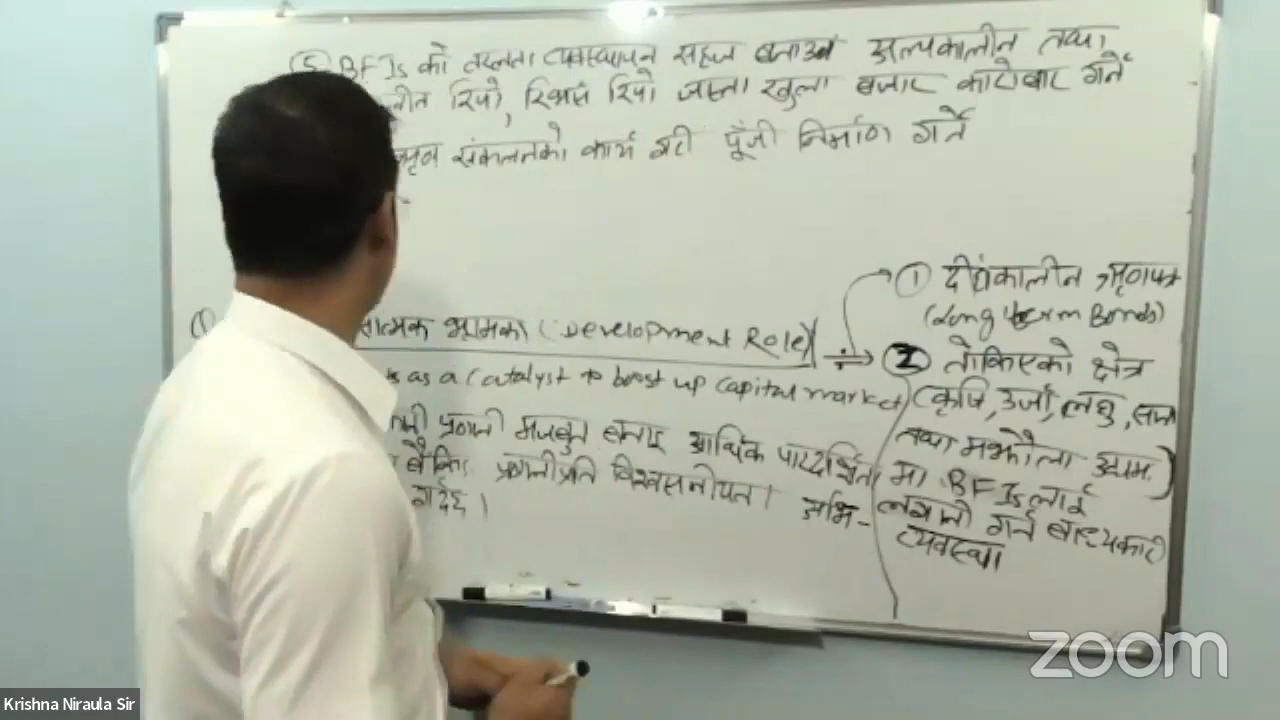 ⑤ BFIs को तरलता व्यवस्थापन सहज बनाउन अल्पकालीन तथा
रिपो, रिभर्स रिपो जस्ता खुला बजार कारोबार गर्ने
संकलनको कार्य गरी पूँजी निर्माण गर्ने
① दीर्घकालीन ऋणपत्र
(Long term Bonds)
(Development Role)
② तोकिएको क्षेत्र
as a catalyst to boost up capital market
(कृषि, उर्जा, लघु, साना
तथा मझौला उद्यम)
प्रणाली मजबुत बनाइ आर्थिक पारदर्शिता
मा BFIs लाई
प्रणालीप्रति विश्वसनीयता अभि-
लगानी गर्न बाध्यकारी
गर्दछ ।
व्यवस्था
zoom
Krishna Niraula Sir